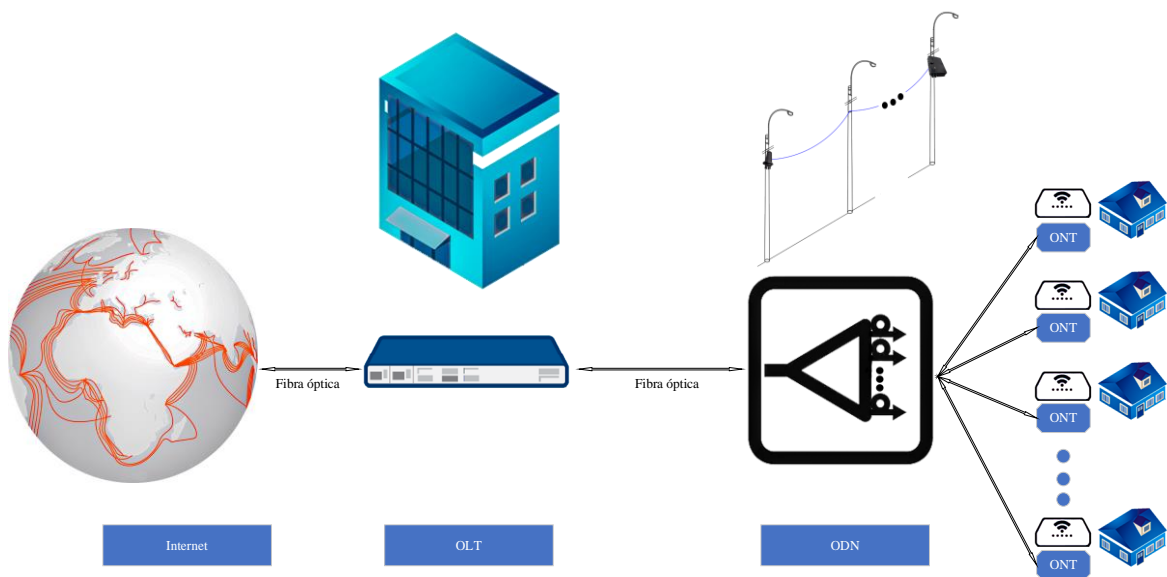 ONT
ONT
Fibra óptica
Fibra óptica
ONT
Internet
OLT
ODN
ONT